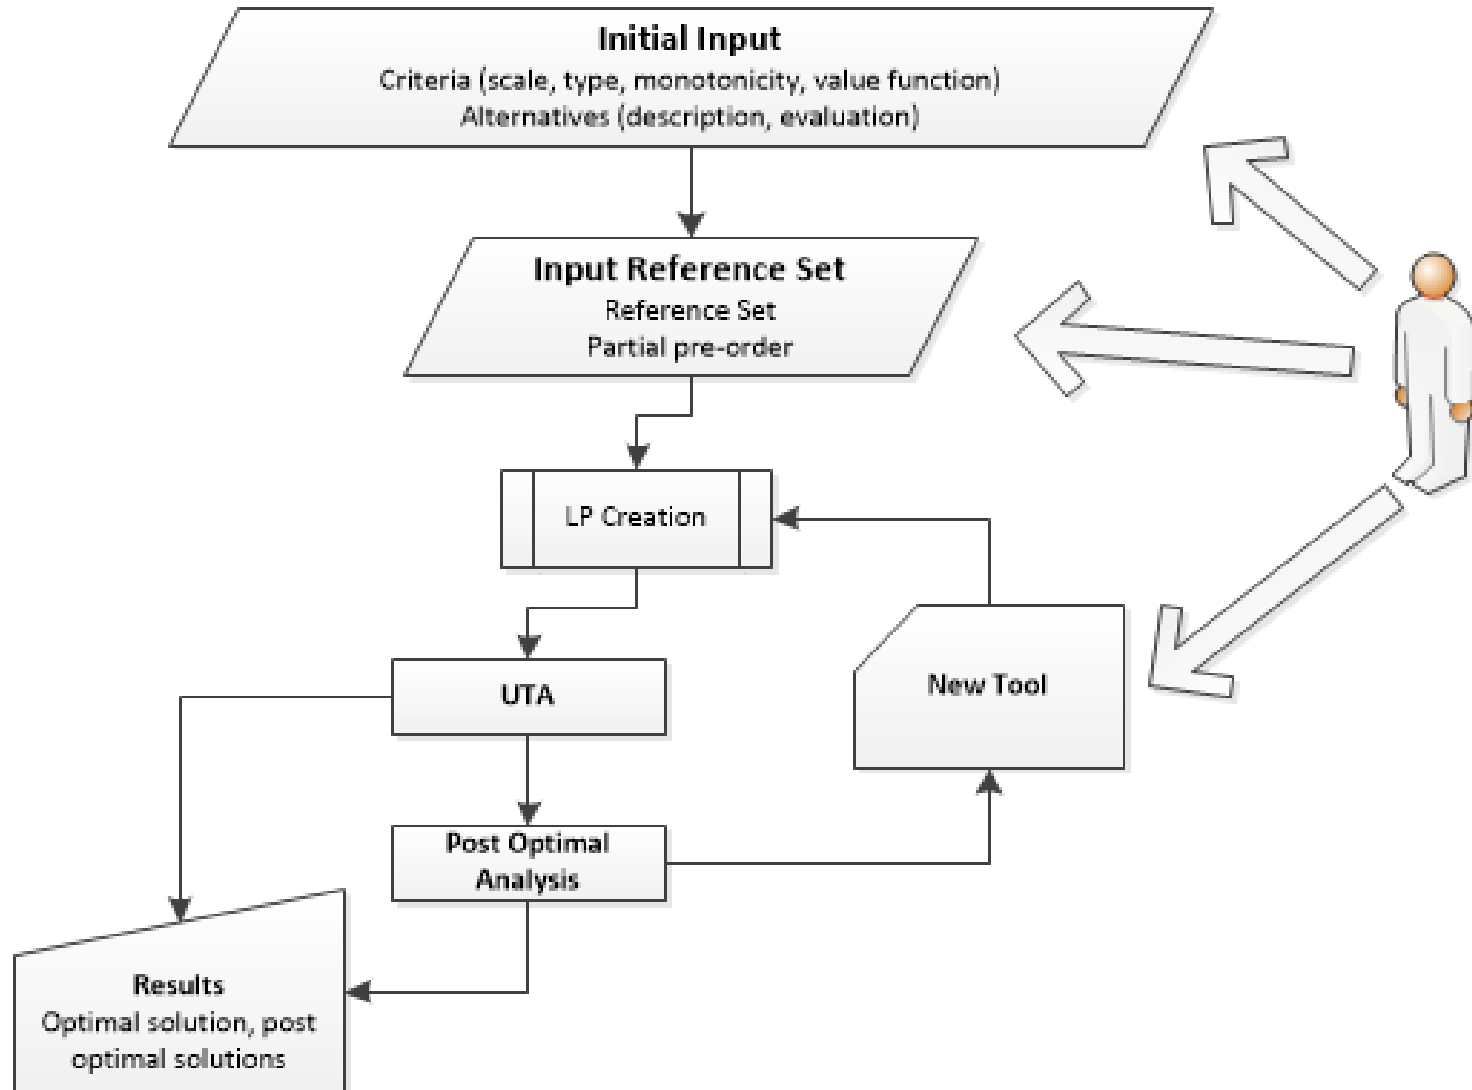 Initial Input
Criteria (scale, type, monotonicity, value function)
Alternatives (description, evaluation)
Input Reference Set
Reference Set
Partial pre-order
LP Creation
UTA
New Tool
Post Optimal
Analysis
Results
Optimal solution, post
optimal solutions